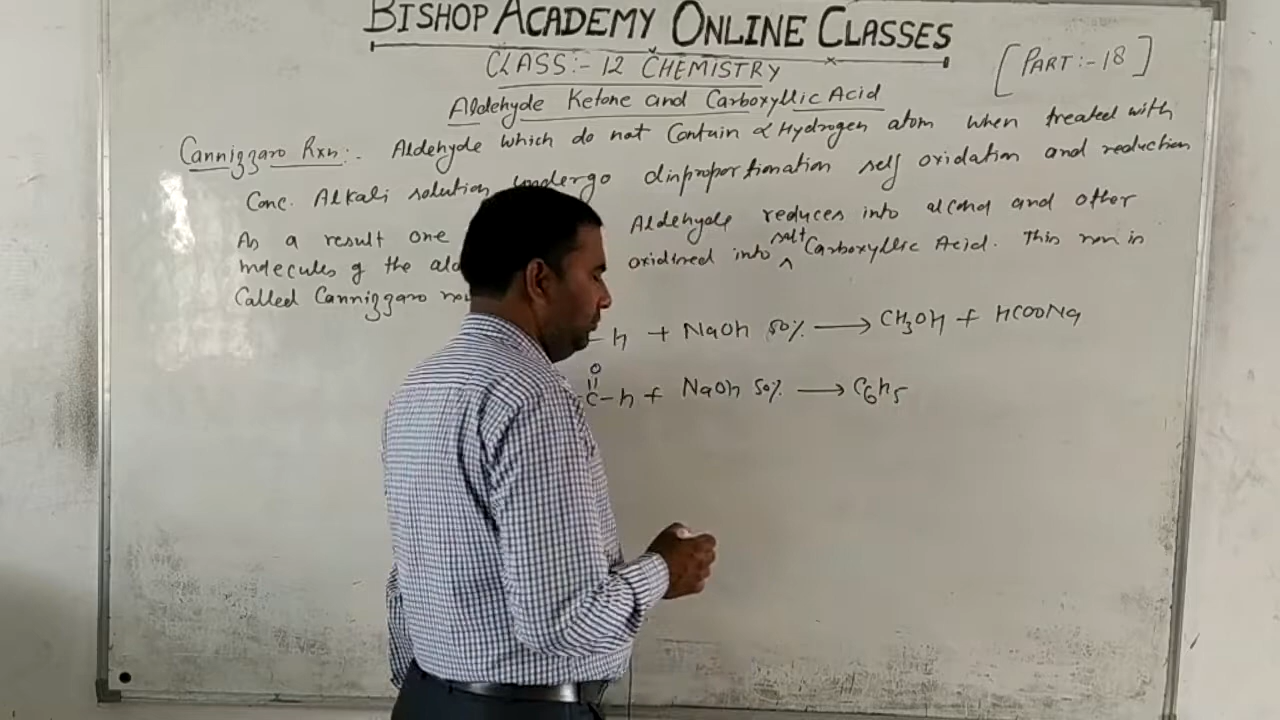 BISHOP ACADEMY ONLINE CLASSES
CLASS:- 12 CHEMISTRY
[PART:-18]
Aldehyde Ketone and Carboxyllic Acid
Cannizzaro Rxn:- Aldehyde which do not Contain α Hydrogen atom when treated with
Conc. Alkali solution undergo disproportionation self oxidation and reduction
As a result one Aldehyde reduces into alcohol and other
molecules of the oxidized into salt Carboxyllic Acid. This rxn is
Called Cannizzaro
- H + NaOH 50% ⟶ CH3OH + HCOONa
O
C-H + NaOH 50% ⟶ C6H5